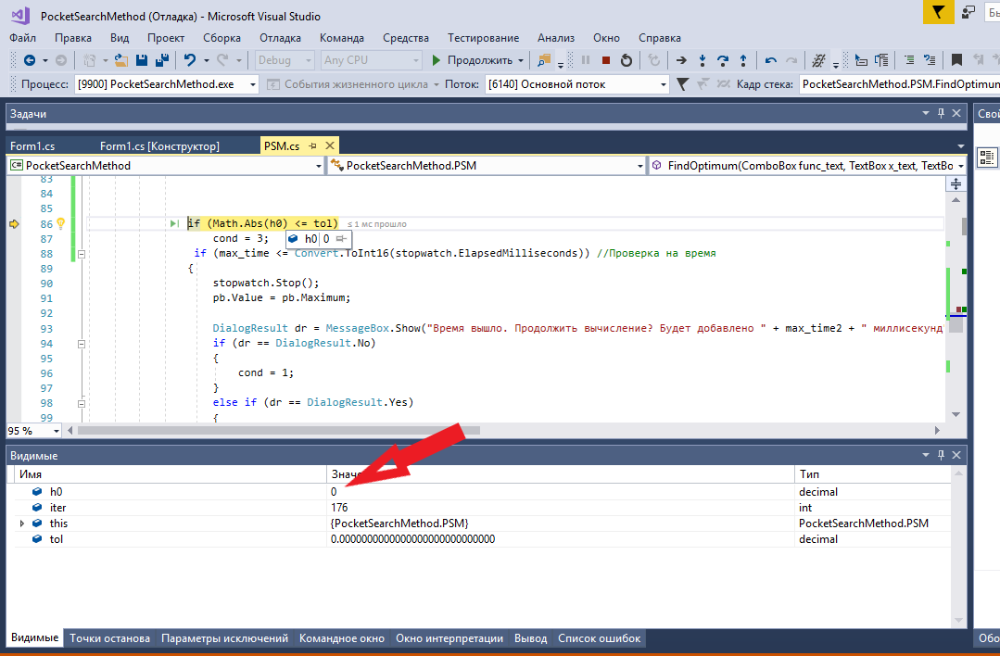 PocketSearchMethod (Отладка) - Microsoft Visual Studio
Файл Правка Вид Проект Сборка Отладка Команда Средства Тестирование Анализ Окно Справка
Debug Any CPU Продолжить
Процесс: [9900] PocketSearchMethod.exe События жизненного цикла Поток: [6140] Основной поток Кадр стека: PocketSearchMethod.PSM.FindOptimum
Задачи
Form1.cs Form1.cs [Конструктор] PSM.cs
C# PocketSearchMethod PocketSearchMethod.PSM FindOptimum(ComboBox func_text, TextBox x_text, TextBo
83
84
85
86 if (Math.Abs(h0) <= tol) ≤ 1 мс прошло
87 cond = 3; h0 0
88 if (max_time <= Convert.ToInt16(stopwatch.ElapsedMilliseconds)) //Проверка на время
89 {
90 stopwatch.Stop();
91 pb.Value = pb.Maximum;
92
93 DialogResult dr = MessageBox.Show("Время вышло. Продолжить вычисление? Будет добавлено " + max_time2 + " миллисекунд
94 if (dr == DialogResult.No)
95 {
96 cond = 1;
97 }
98 else if (dr == DialogResult.Yes)
99 {
95 %
Видимые
Имя Тип
h0 0 decimal
iter 176 int
this {PocketSearchMethod.PSM} PocketSearchMethod.PSM
tol 0.0000000000000000000000000000 decimal
Видимые Точки останова Параметры исключений Командное окно Окно интерпретации Вывод Список ошибок